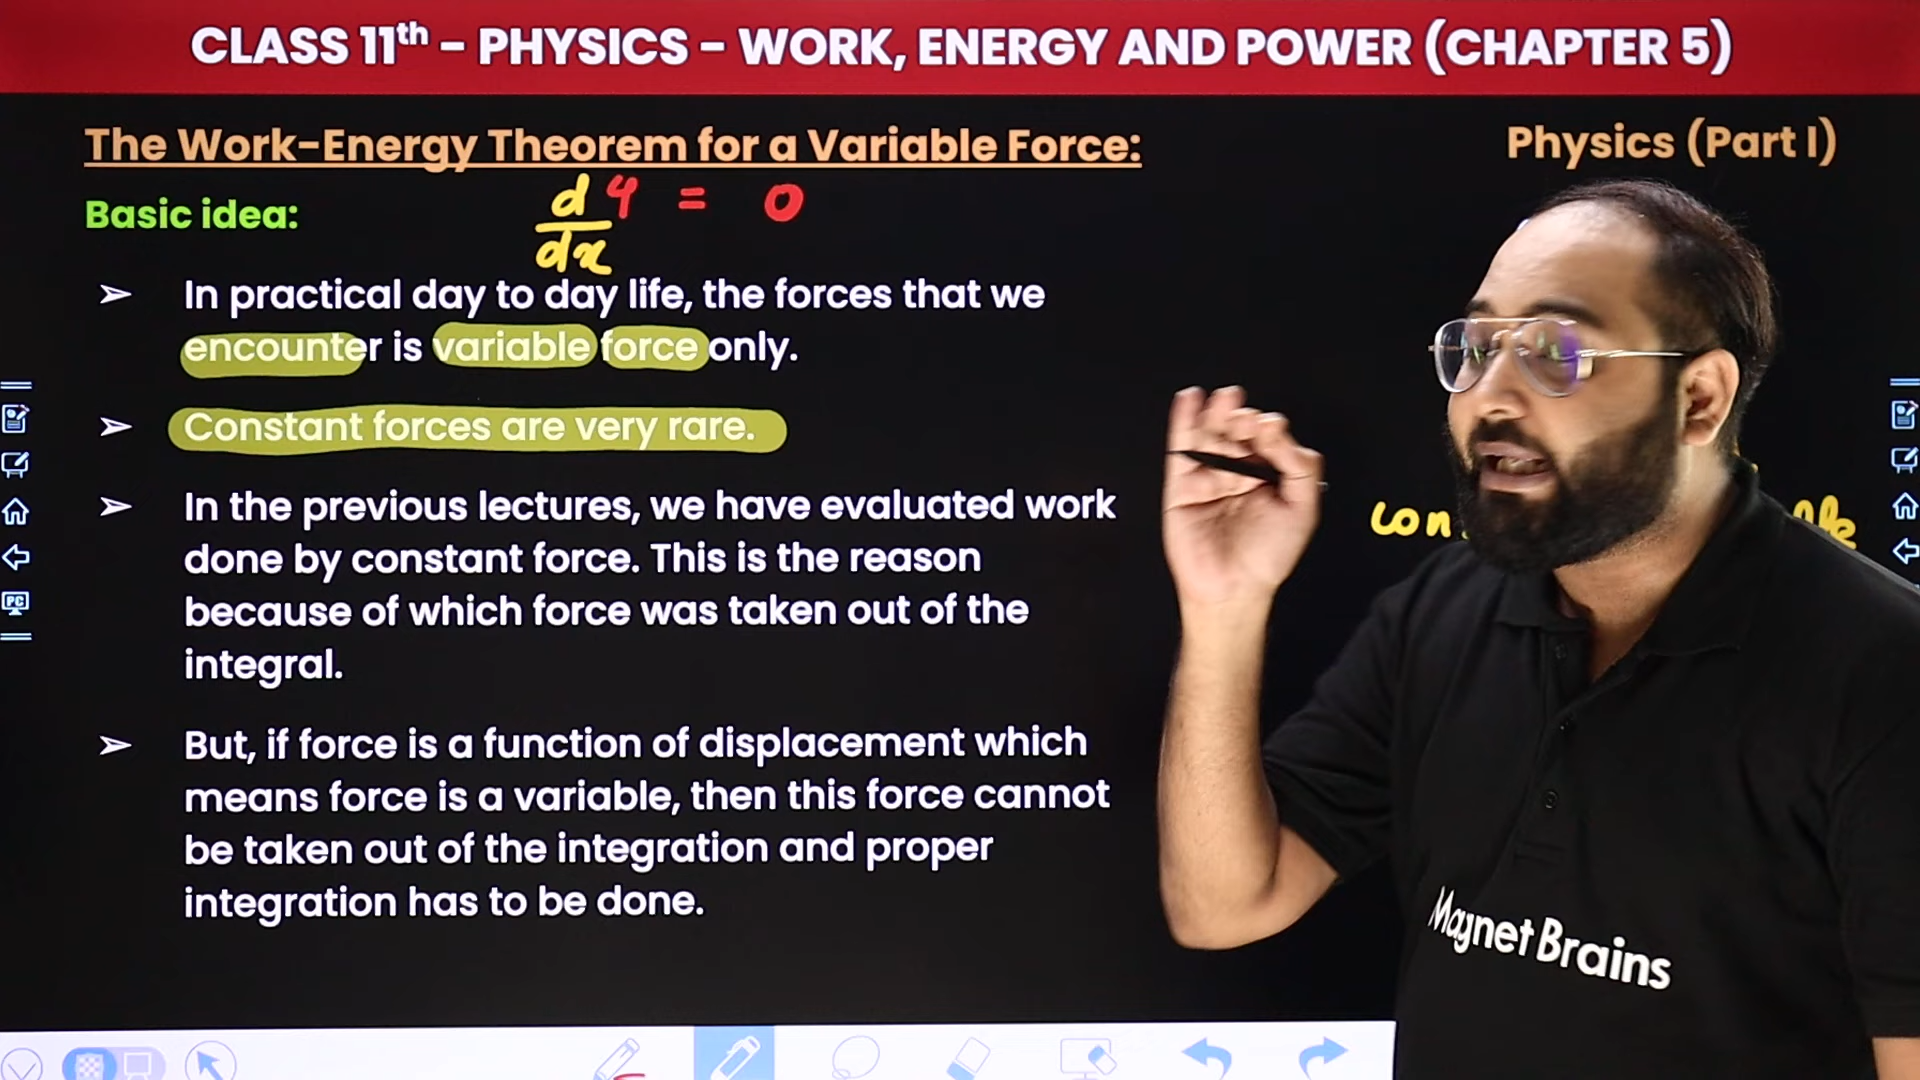 CLASS 11th – PHYSICS – WORK, ENERGY AND POWER (CHAPTER 5)
The Work-Energy Theorem for a Variable Force:
Physics (Part I)
d/dx 4 = 0
Basic idea:
➢ In practical day to day life, the forces that we
encounter is variable force only.
➢ Constant forces are very rare.
➢ In the previous lectures, we have evaluated work
done by constant force. This is the reason
because of which force was taken out of the
integral.
➢ But, if force is a function of displacement which
means force is a variable, then this force cannot
be taken out of the integration and proper
integration has to be done.
Magnet Brains
PC